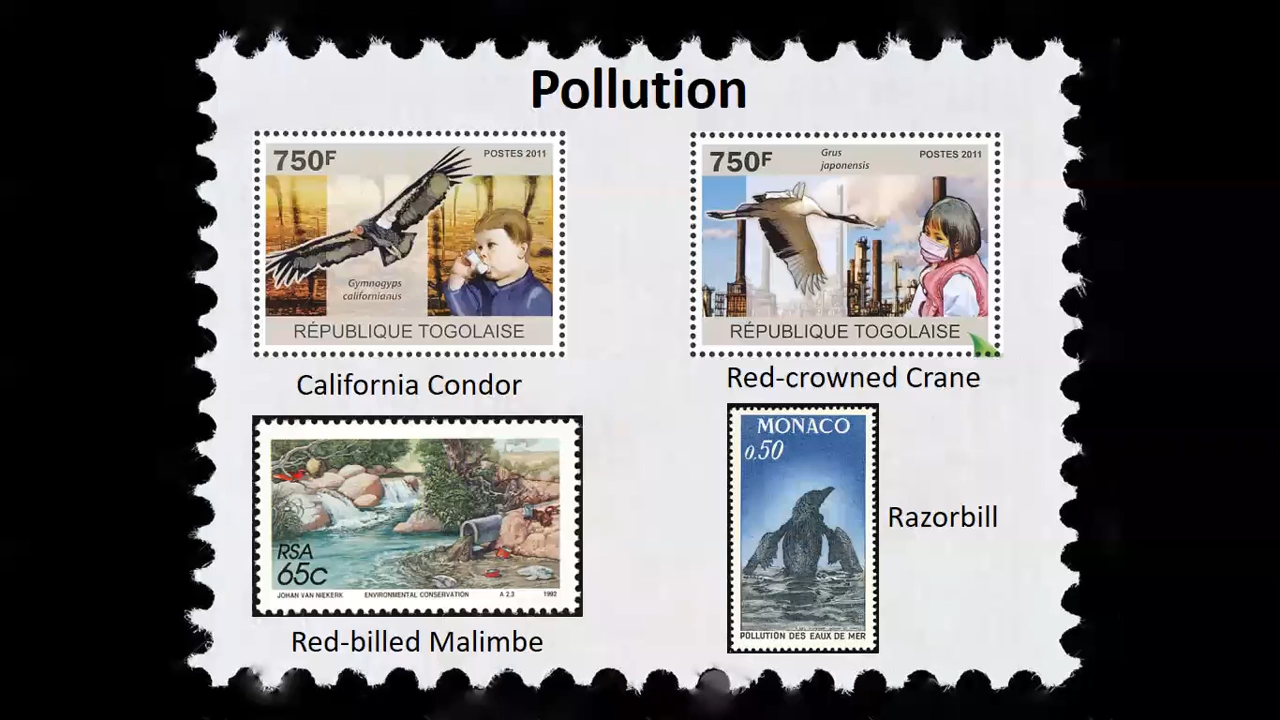 Pollution
750F
POSTES 2011
Gymnogyps
californianus
RÉPUBLIQUE TOGOLAISE
California Condor
750F
Grus
japonensis
POSTES 2011
RÉPUBLIQUE TOGOLAISE
Red-crowned Crane
RSA
65c
JOHAN VAN NIEKERK ENVIRONMENTAL CONSERVATION A 2.3 1992
Red-billed Malimbe
MONACO
0,50
POLLUTION DES EAUX DE MER
Razorbill